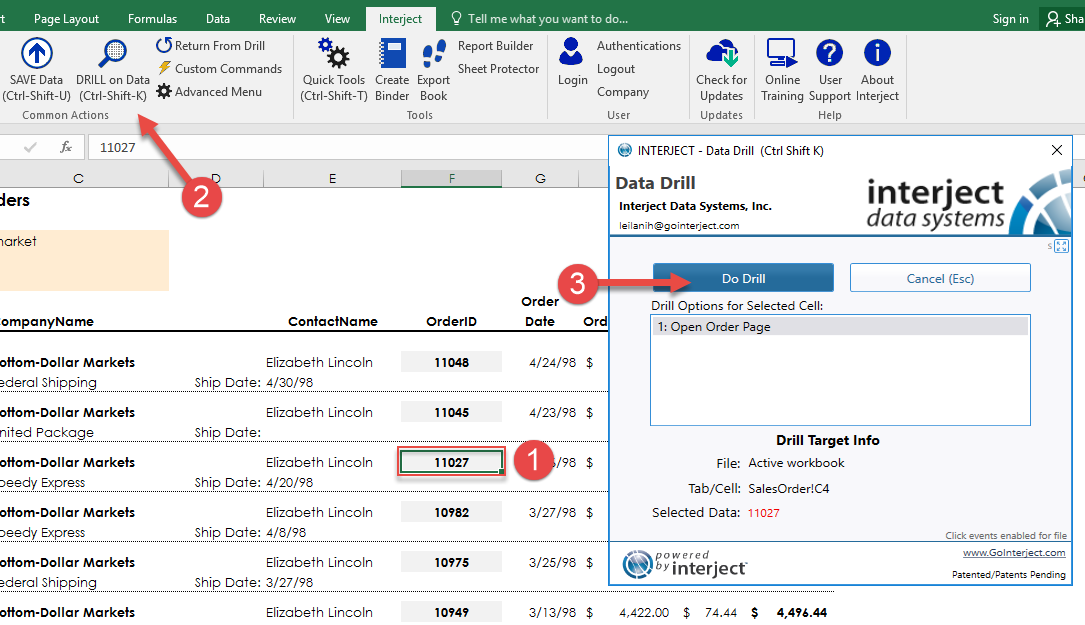 Page Layout Formulas Data Review View Interject Tell me what you want to do... Sign in Sha
SAVE Data
(Ctrl-Shift-U)
DRILL on Data
(Ctrl-Shift-K)
Return From Drill
Custom Commands
Advanced Menu
Common Actions
Quick Tools
(Ctrl-Shift-T)
Create
Binder
Export
Book
Report Builder
Sheet Protector
Tools
Login
Authentications
Logout
Company
User
Check for
Updates
Updates
Online
Training
User
Support
About
Interject
Help
fx 11027
C D E F G
ders
2
market
Order
ompanyName ContactName OrderID Date Ord
ottom-Dollar Markets Elizabeth Lincoln 11048 4/24/98 $
ederal Shipping Ship Date: 4/30/98
ottom-Dollar Markets Elizabeth Lincoln 11045 4/23/98 $
nited Package Ship Date:
ottom-Dollar Markets Elizabeth Lincoln 11027 1 6/98 $
peedy Express Ship Date: 4/20/98
ottom-Dollar Markets Elizabeth Lincoln 10982 3/27/98 $
peedy Express Ship Date: 4/8/98
ottom-Dollar Markets Elizabeth Lincoln 10975 3/25/98 $
ederal Shipping Ship Date: 3/27/98
ottom-Dollar Markets Elizabeth Lincoln 10949 3/13/98 $ 4,422.00 $ 74.44 $ 4,496.44
INTERJECT - Data Drill (Ctrl Shift K)
Data Drill
Interject Data Systems, Inc.
leilanih@gointerject.com
interject
data systems
s
3
Do Drill Cancel (Esc)
Drill Options for Selected Cell:
1: Open Order Page
Drill Target Info
File: Active workbook
Tab/Cell: SalesOrder!C4
Selected Data: 11027
Click events enabled for file
powered
by interject
www.GoInterject.com
Patented/Patents Pending